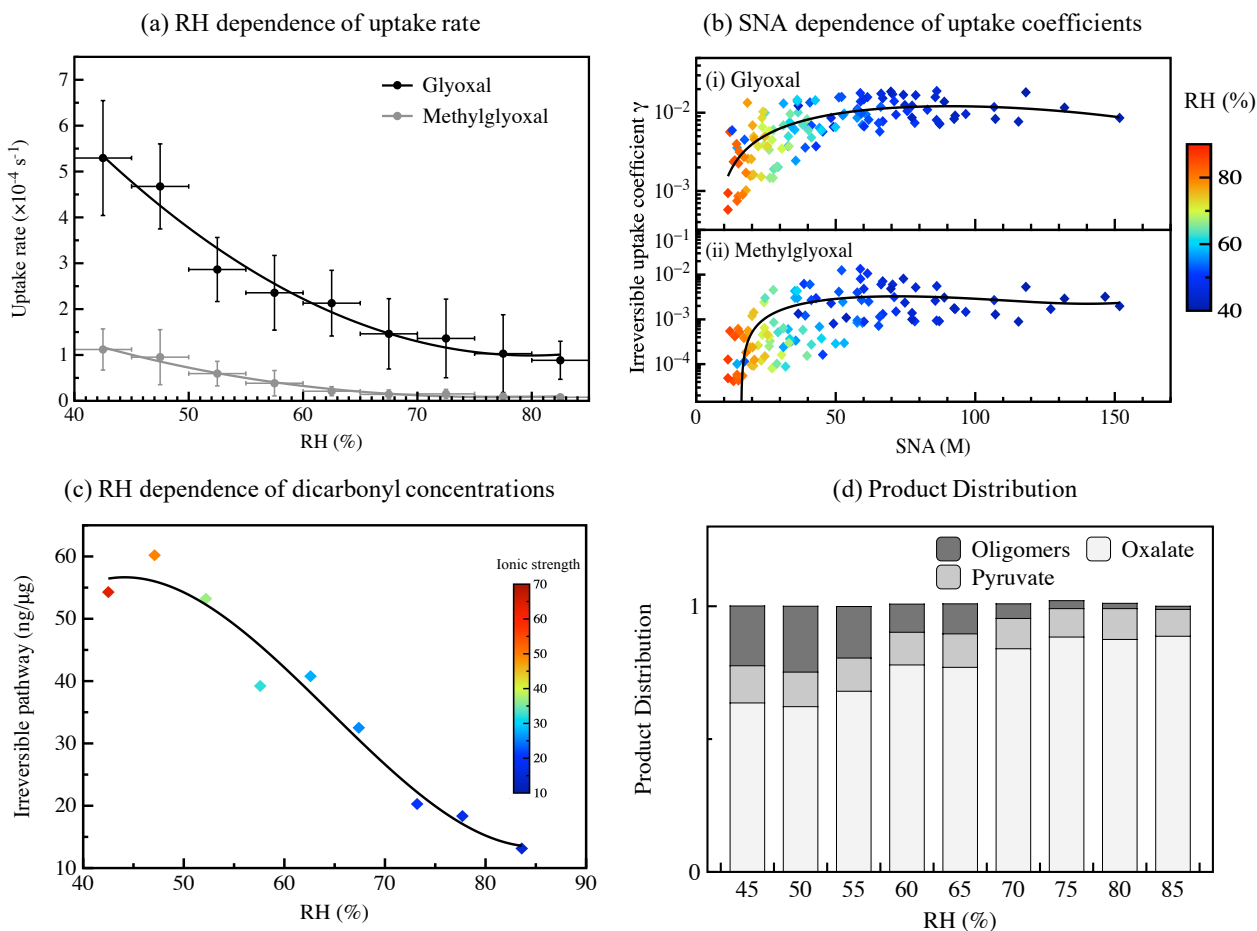 (a) RH dependence of uptake rate
Uptake rate (×10⁻⁴ s⁻¹)
7
6
5
4
3
2
1
0
Glyoxal
Methylglyoxal
40 50 60 70 80
RH (%)
(b) SNA dependence of uptake coefficients
Irreversible uptake coefficient γ
(i) Glyoxal
10⁻²
10⁻³
(ii) Methylglyoxal
10⁻¹
10⁻²
10⁻³
10⁻⁴
0 50 100 150
SNA (M)
RH (%)
80
60
40
(c) RH dependence of dicarbonyl concentrations
Irreversible pathway (ng/μg)
60
50
40
30
20
10
Ionic strength
70
60
50
40
30
20
10
40 50 60 70 80 90
RH (%)
(d) Product Distribution
Product Distribution
1
0
Oligomers Oxalate
Pyruvate
45 50 55 60 65 70 75 80 85
RH (%)